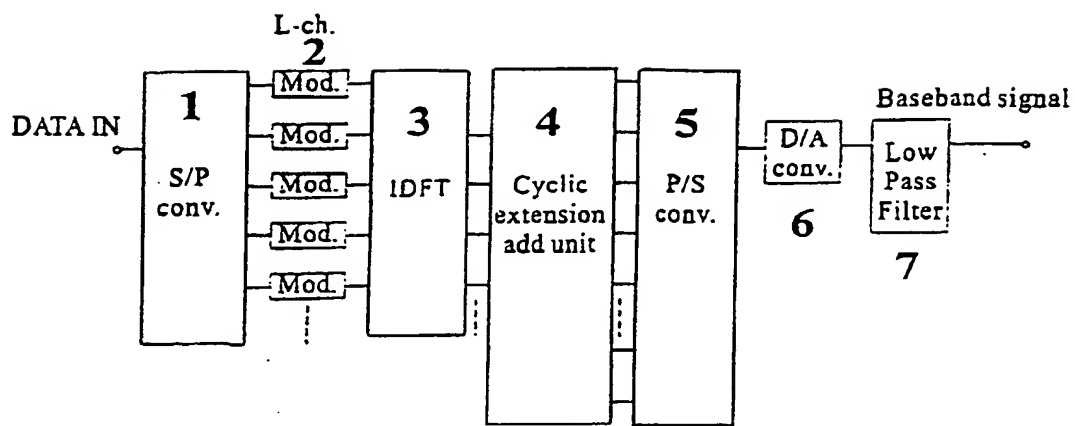 L-ch.
2
Mod.
Mod.
Mod.
Mod.
Mod.
DATA IN
1
S/P
conv.
3
IDFT
4
Cyclic
extension
add unit
5
P/S
conv.
D/A
conv.
6
Baseband signal
Low
Pass
Filter
7